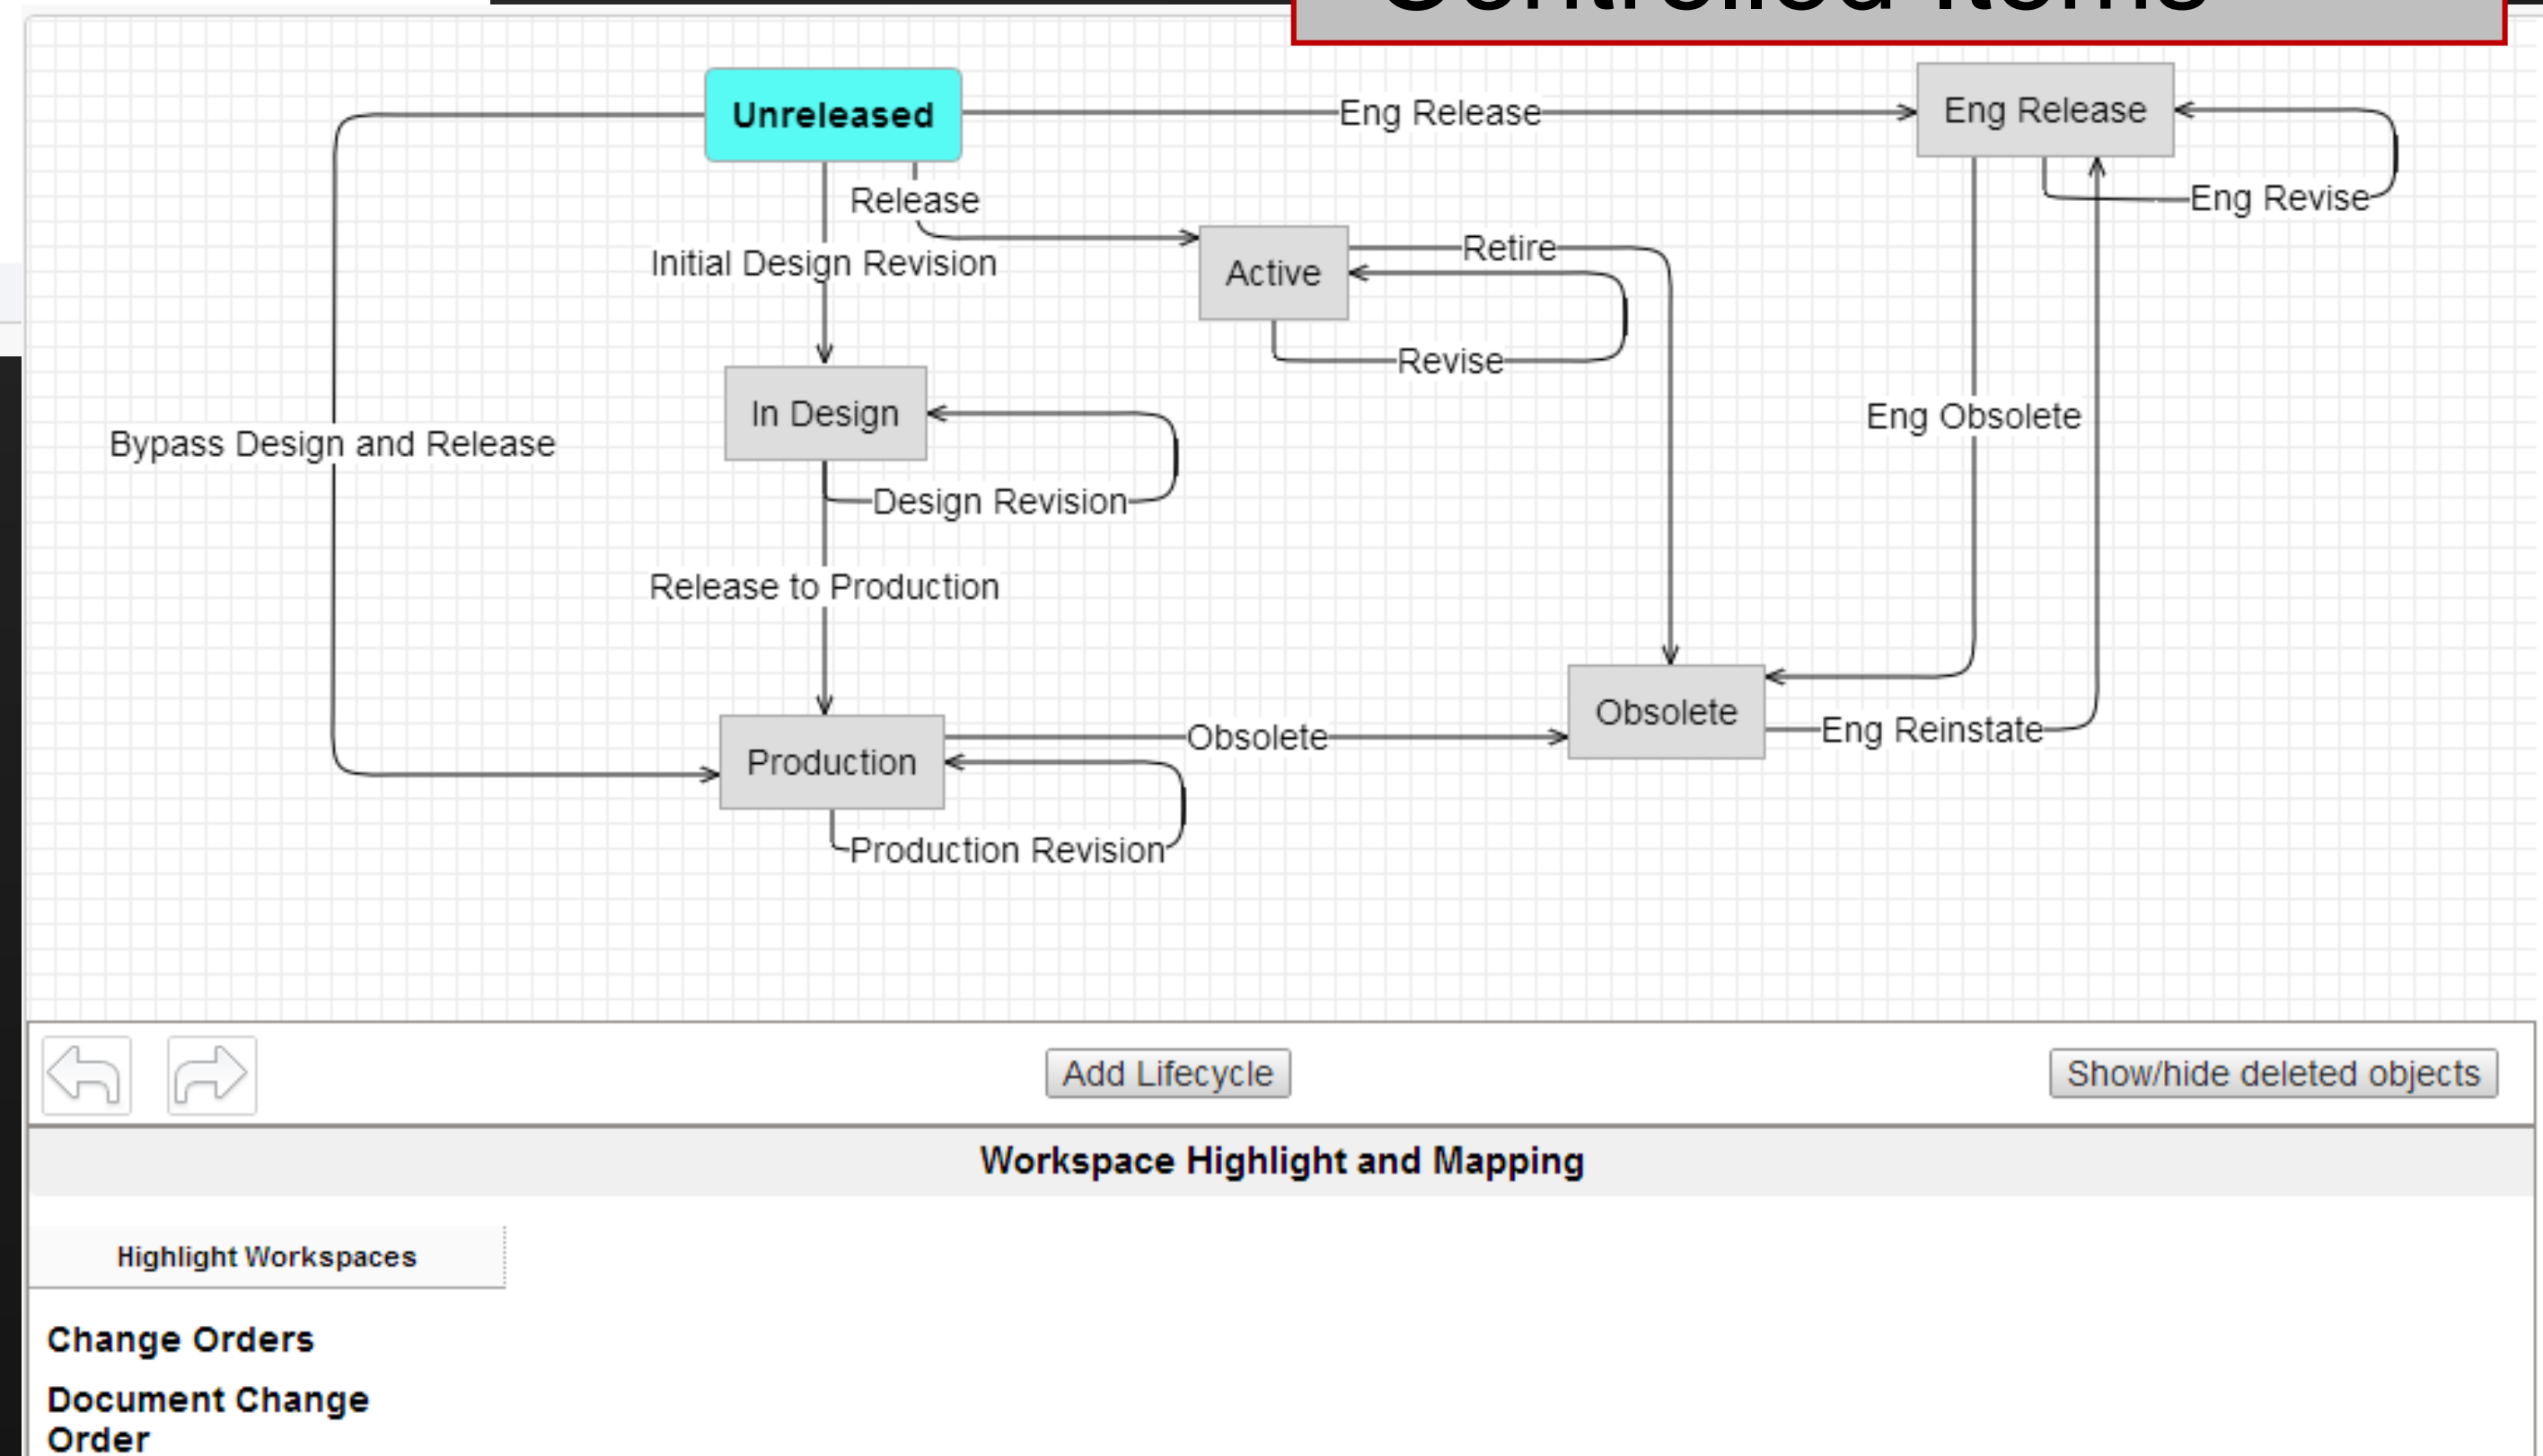 Controlled Items
Unreleased
Eng Release
Eng Release
Release
Eng Revise
Initial Design Revision
Retire
Active
Revise
In Design
Eng Obsolete
Bypass Design and Release
Design Revision
Release to Production
Obsolete
Eng Reinstate
Obsolete
Production
Production Revision
Add Lifecycle
Show/hide deleted objects
Workspace Highlight and Mapping
Highlight Workspaces
Change Orders
Document Change
Order